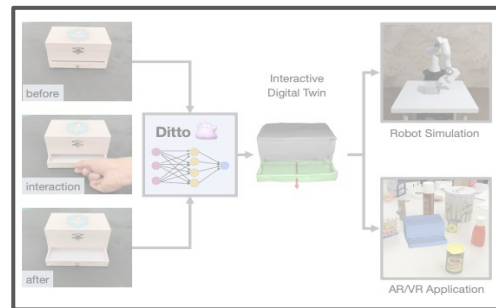 before
interaction
after
Ditto
Interactive
Digital Twin
Robot Simulation
AR/VR Application